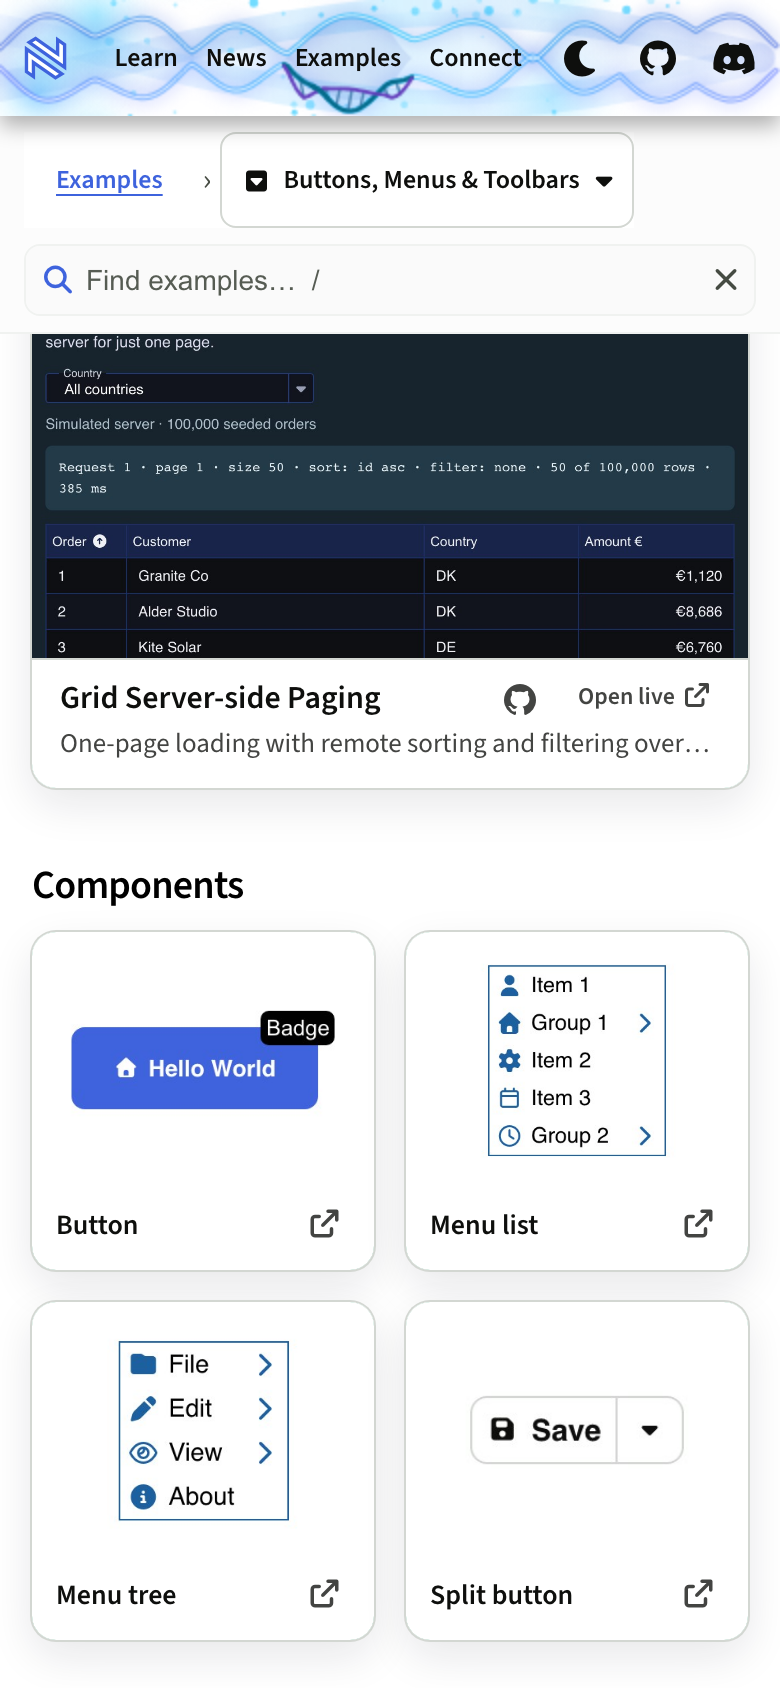 Learn News Examples Connect
Examples › Buttons, Menus & Toolbars
Find examples… /
server for just one page.
Country
All countries
Simulated server · 100,000 seeded orders
Request 1 · page 1 · size 50 · sort: id asc · filter: none · 50 of 100,000 rows ·
385 ms
Order Customer Country Amount €
1 Granite Co DK €1,120
2 Alder Studio DK €8,686
3 Kite Solar DE €6,760
Grid Server-side Paging Open live
One-page loading with remote sorting and filtering over…
Components
Badge
Hello World
Button
Item 1
Group 1
Item 2
Item 3
Group 2
Menu list
File
Edit
View
About
Menu tree
Save
Split button